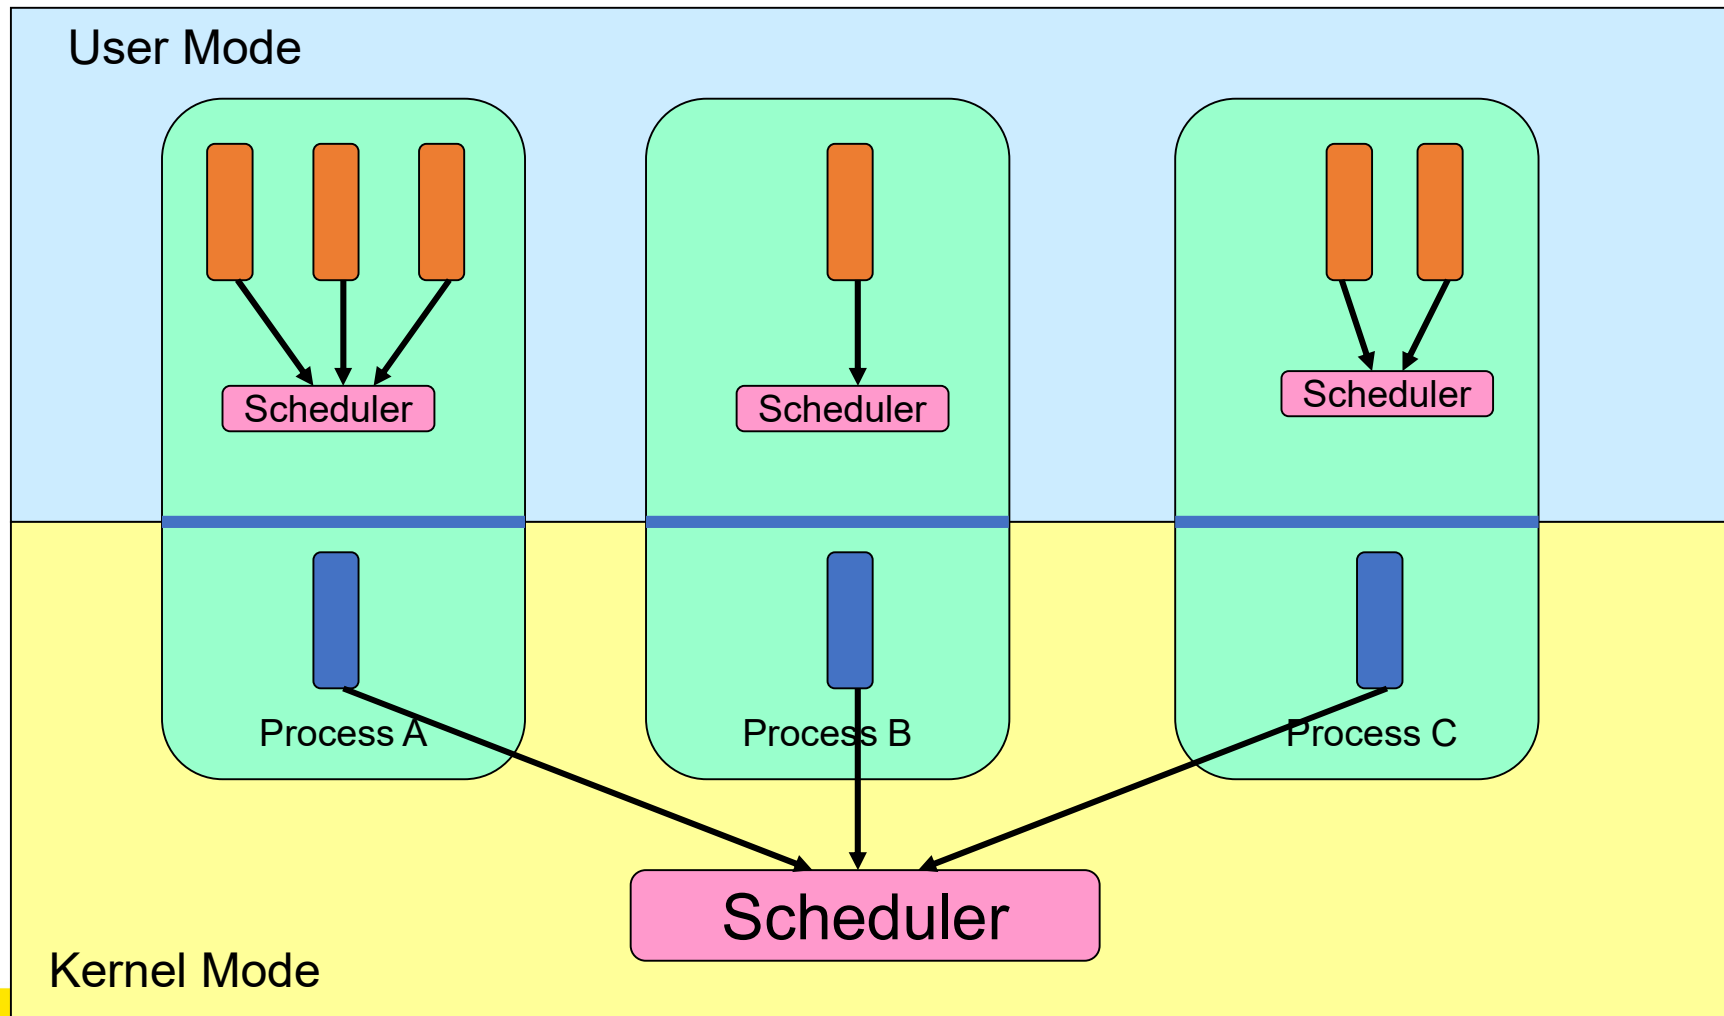 User Mode
Scheduler
Scheduler
Scheduler
Process A
Process B
Process C
Scheduler
Kernel Mode